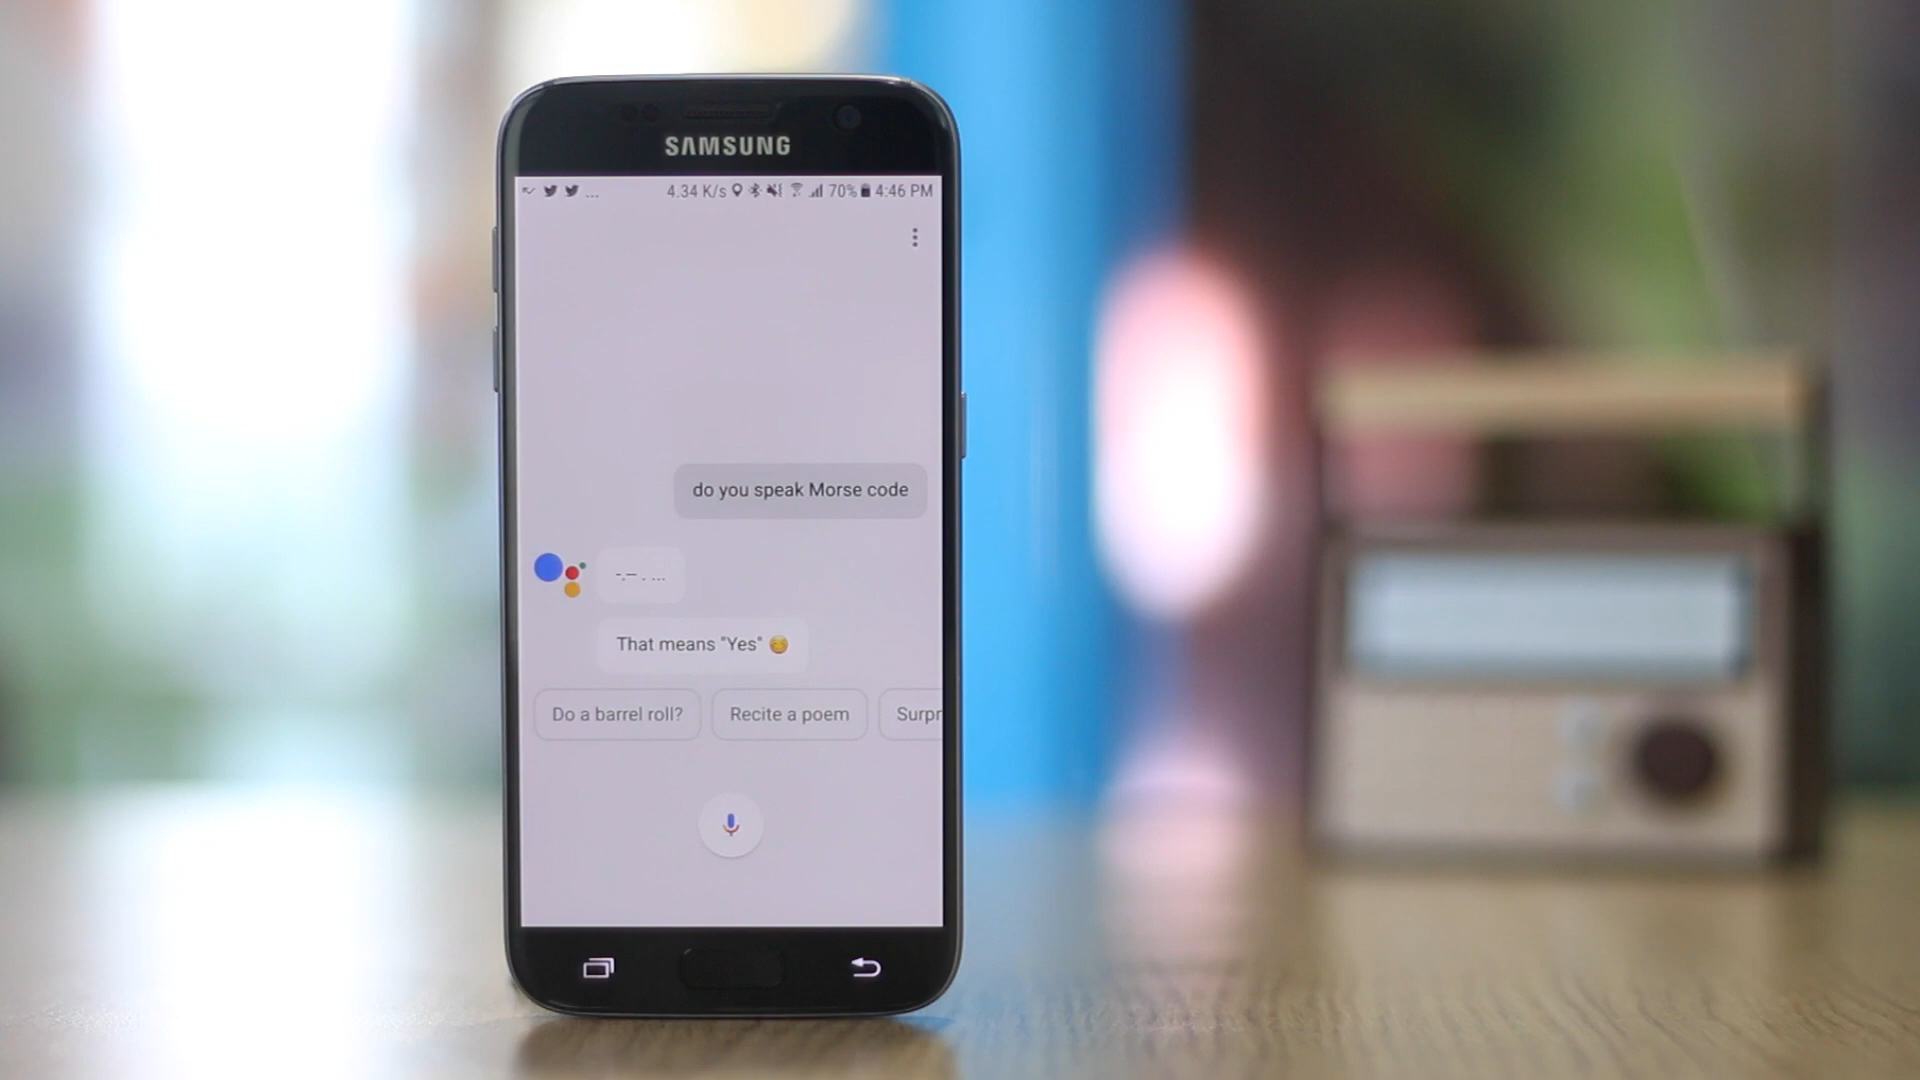 SAMSUNG
... 4.34 K/s 70% 4:46 PM
do you speak Morse code
-.— . ...
That means "Yes" 😊
Do a barrel roll? Recite a poem Surpr